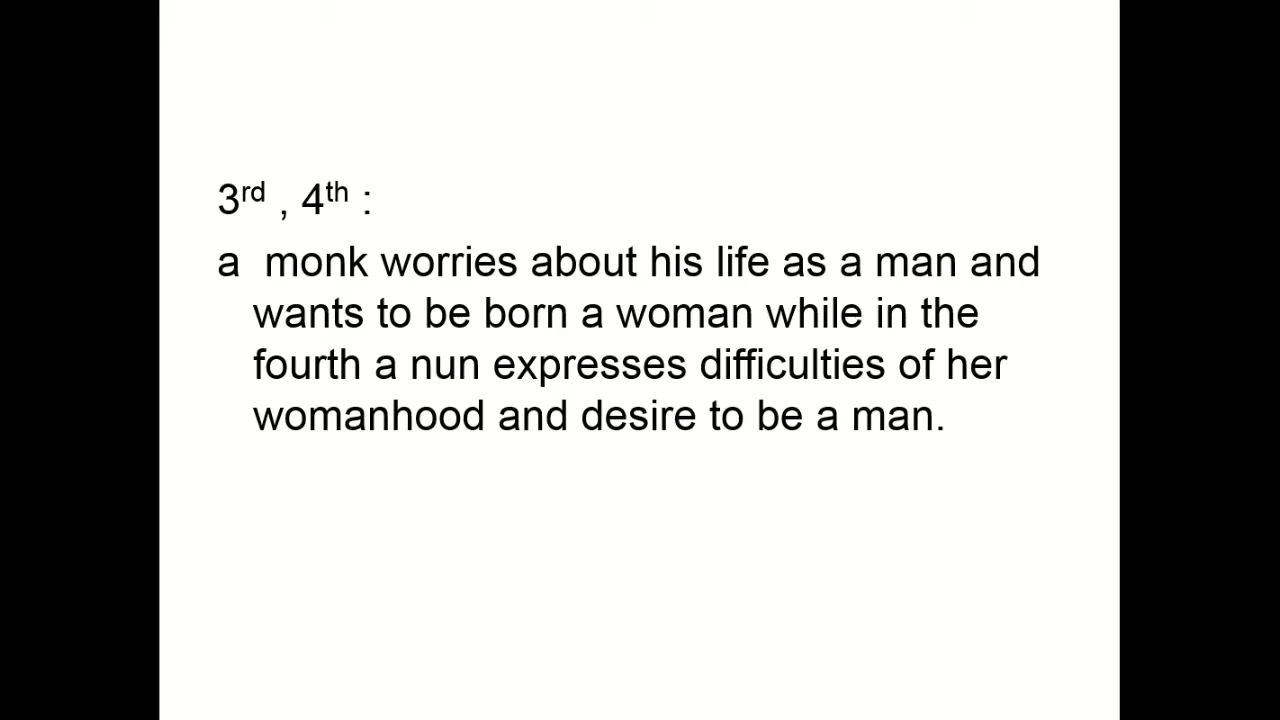 3rd , 4th :
a  monk worries about his life as a man and
wants to be born a woman while in the
fourth a nun expresses difficulties of her
womanhood and desire to be a man.